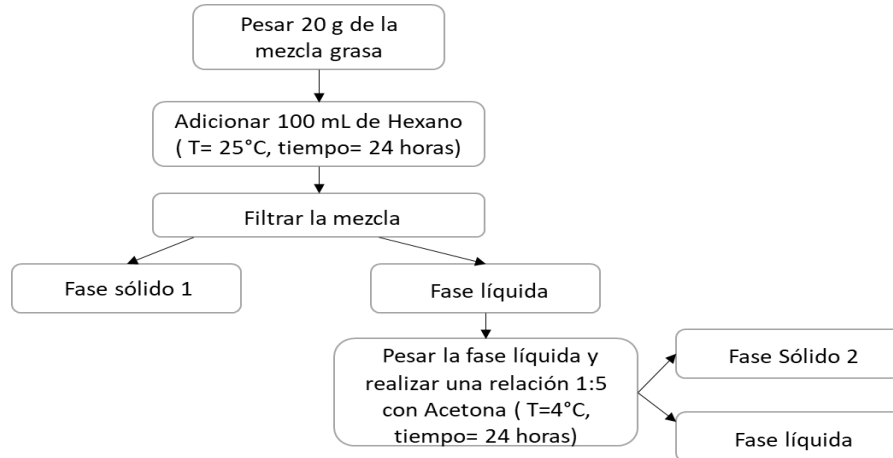 Pesar 20 g de la
mezcla grasa
Adicionar 100 mL de Hexano
( T= 25°C, tiempo= 24 horas)
Filtrar la mezcla
Fase sólido 1
Fase líquida
Pesar la fase líquida y
realizar una relación 1:5
con Acetona ( T=4°C,
tiempo= 24 horas)
Fase Sólido 2
Fase líquida